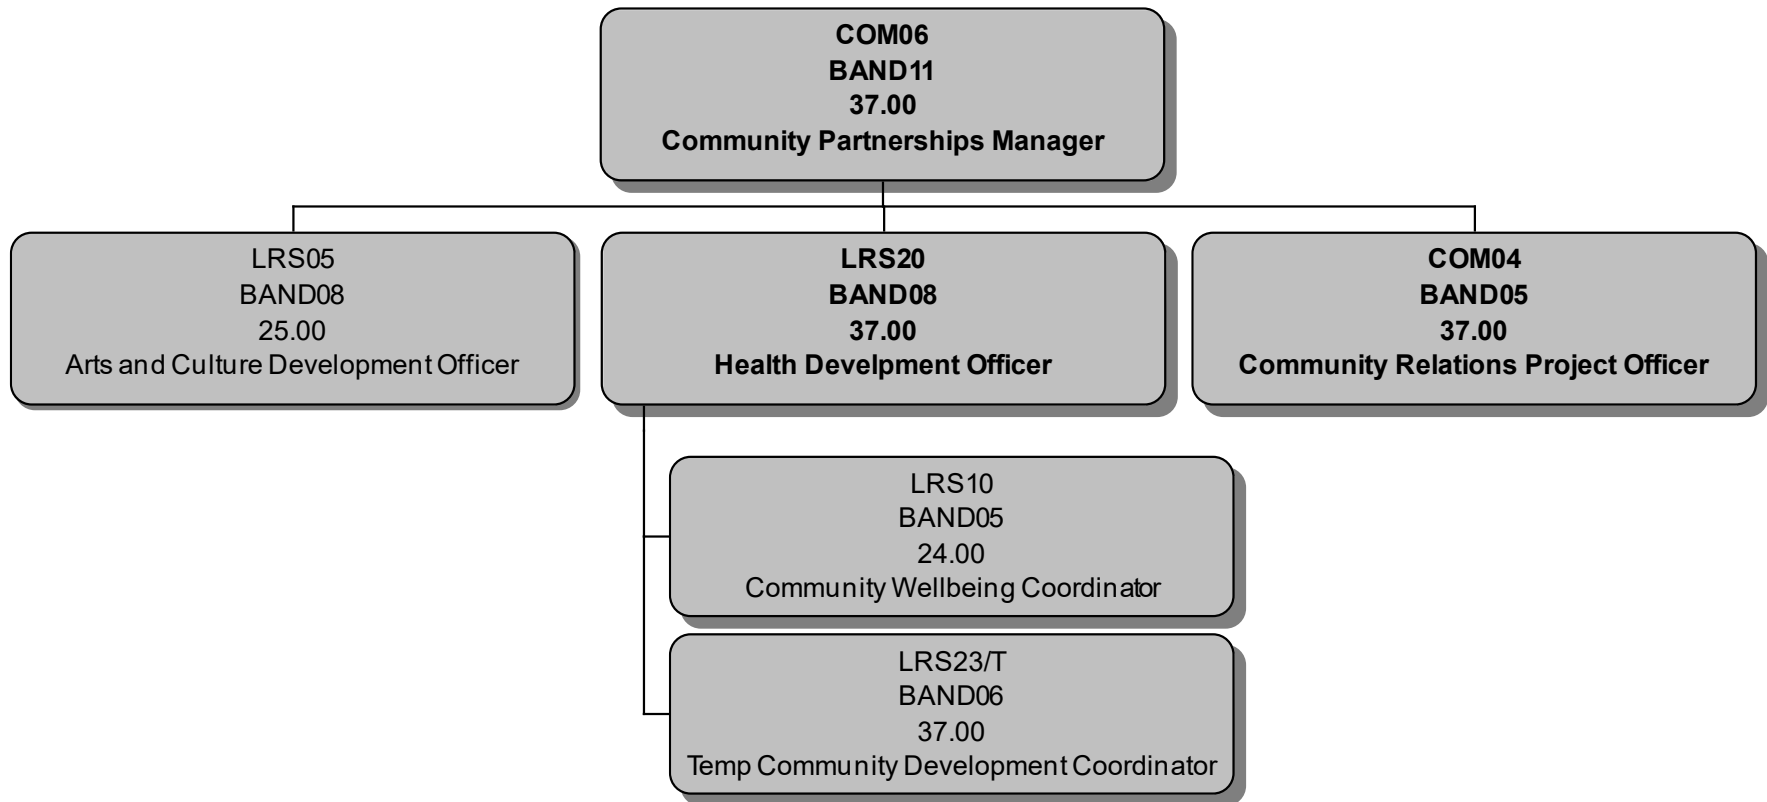 COM06
BAND11
37.00
Community Partnerships Manager
LRS05
BAND08
25.00
Arts and Culture Development Officer
LRS20
BAND08
37.00
Health Develpment Officer
COM04
BAND05
37.00
Community Relations Project Officer
LRS10
BAND05
24.00
Community Wellbeing Coordinator
LRS23/T
BAND06
37.00
Temp Community Development Coordinator